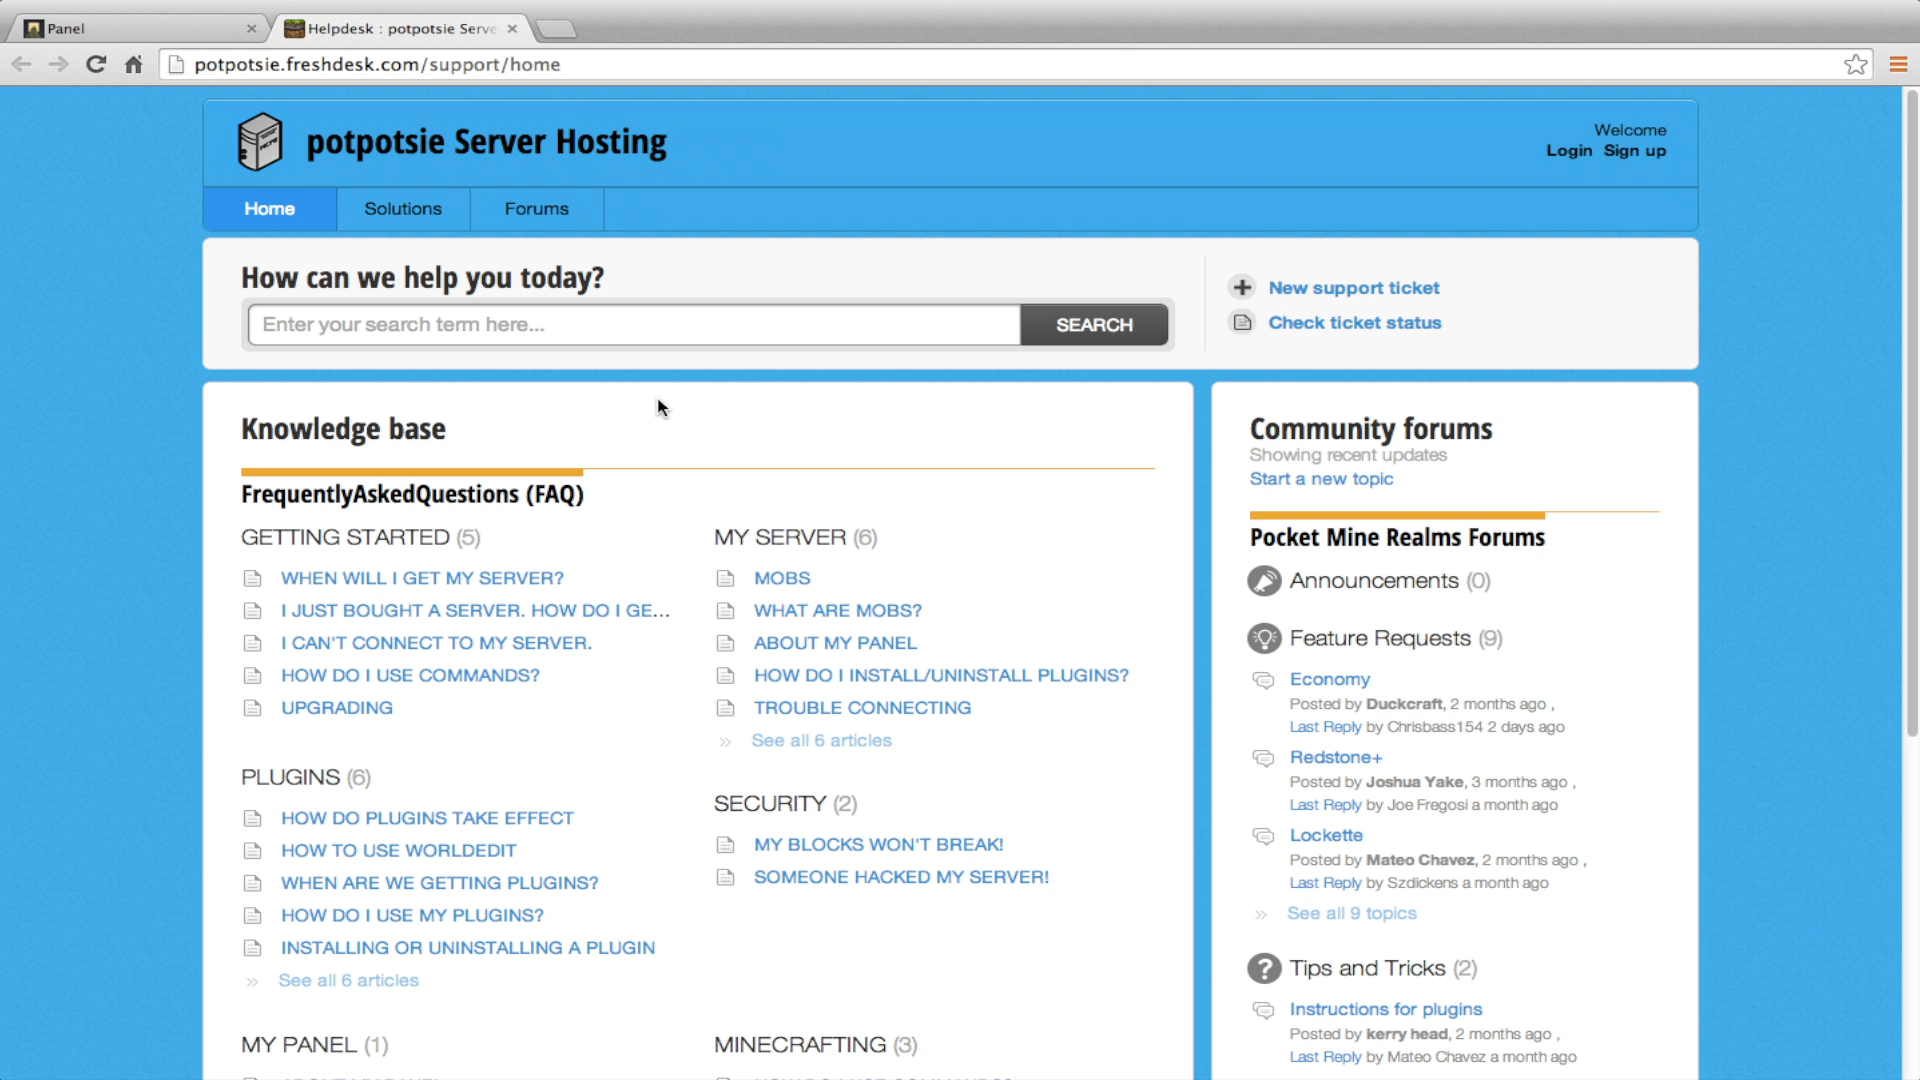 Panel
Helpdesk : potpotsie Serve
potpotsie.freshdesk.com/support/home
potpotsie Server Hosting
Welcome
Login Sign up
Home
Solutions
Forums
How can we help you today?
Enter your search term here...
SEARCH
New support ticket
Check ticket status
Knowledge base
FrequentlyAskedQuestions (FAQ)
GETTING STARTED (5)
WHEN WILL I GET MY SERVER?
I JUST BOUGHT A SERVER. HOW DO I GE...
I CAN'T CONNECT TO MY SERVER.
HOW DO I USE COMMANDS?
UPGRADING
MY SERVER (6)
MOBS
WHAT ARE MOBS?
ABOUT MY PANEL
HOW DO I INSTALL/UNINSTALL PLUGINS?
TROUBLE CONNECTING
» See all 6 articles
PLUGINS (6)
HOW DO PLUGINS TAKE EFFECT
HOW TO USE WORLDEDIT
WHEN ARE WE GETTING PLUGINS?
HOW DO I USE MY PLUGINS?
INSTALLING OR UNINSTALLING A PLUGIN
» See all 6 articles
SECURITY (2)
MY BLOCKS WON'T BREAK!
SOMEONE HACKED MY SERVER!
MY PANEL (1)
MINECRAFTING (3)
Community forums
Showing recent updates
Start a new topic
Pocket Mine Realms Forums
Announcements (0)
Feature Requests (9)
Economy
Posted by Duckcraft, 2 months ago ,
Last Reply by Chrisbass154 2 days ago
Redstone+
Posted by Joshua Yake, 3 months ago ,
Last Reply by Joe Fregosi a month ago
Lockette
Posted by Mateo Chavez, 2 months ago ,
Last Reply by Szdickens a month ago
» See all 9 topics
Tips and Tricks (2)
Instructions for plugins
Posted by kerry head, 2 months ago ,
Last Reply by Mateo Chavez a month ago